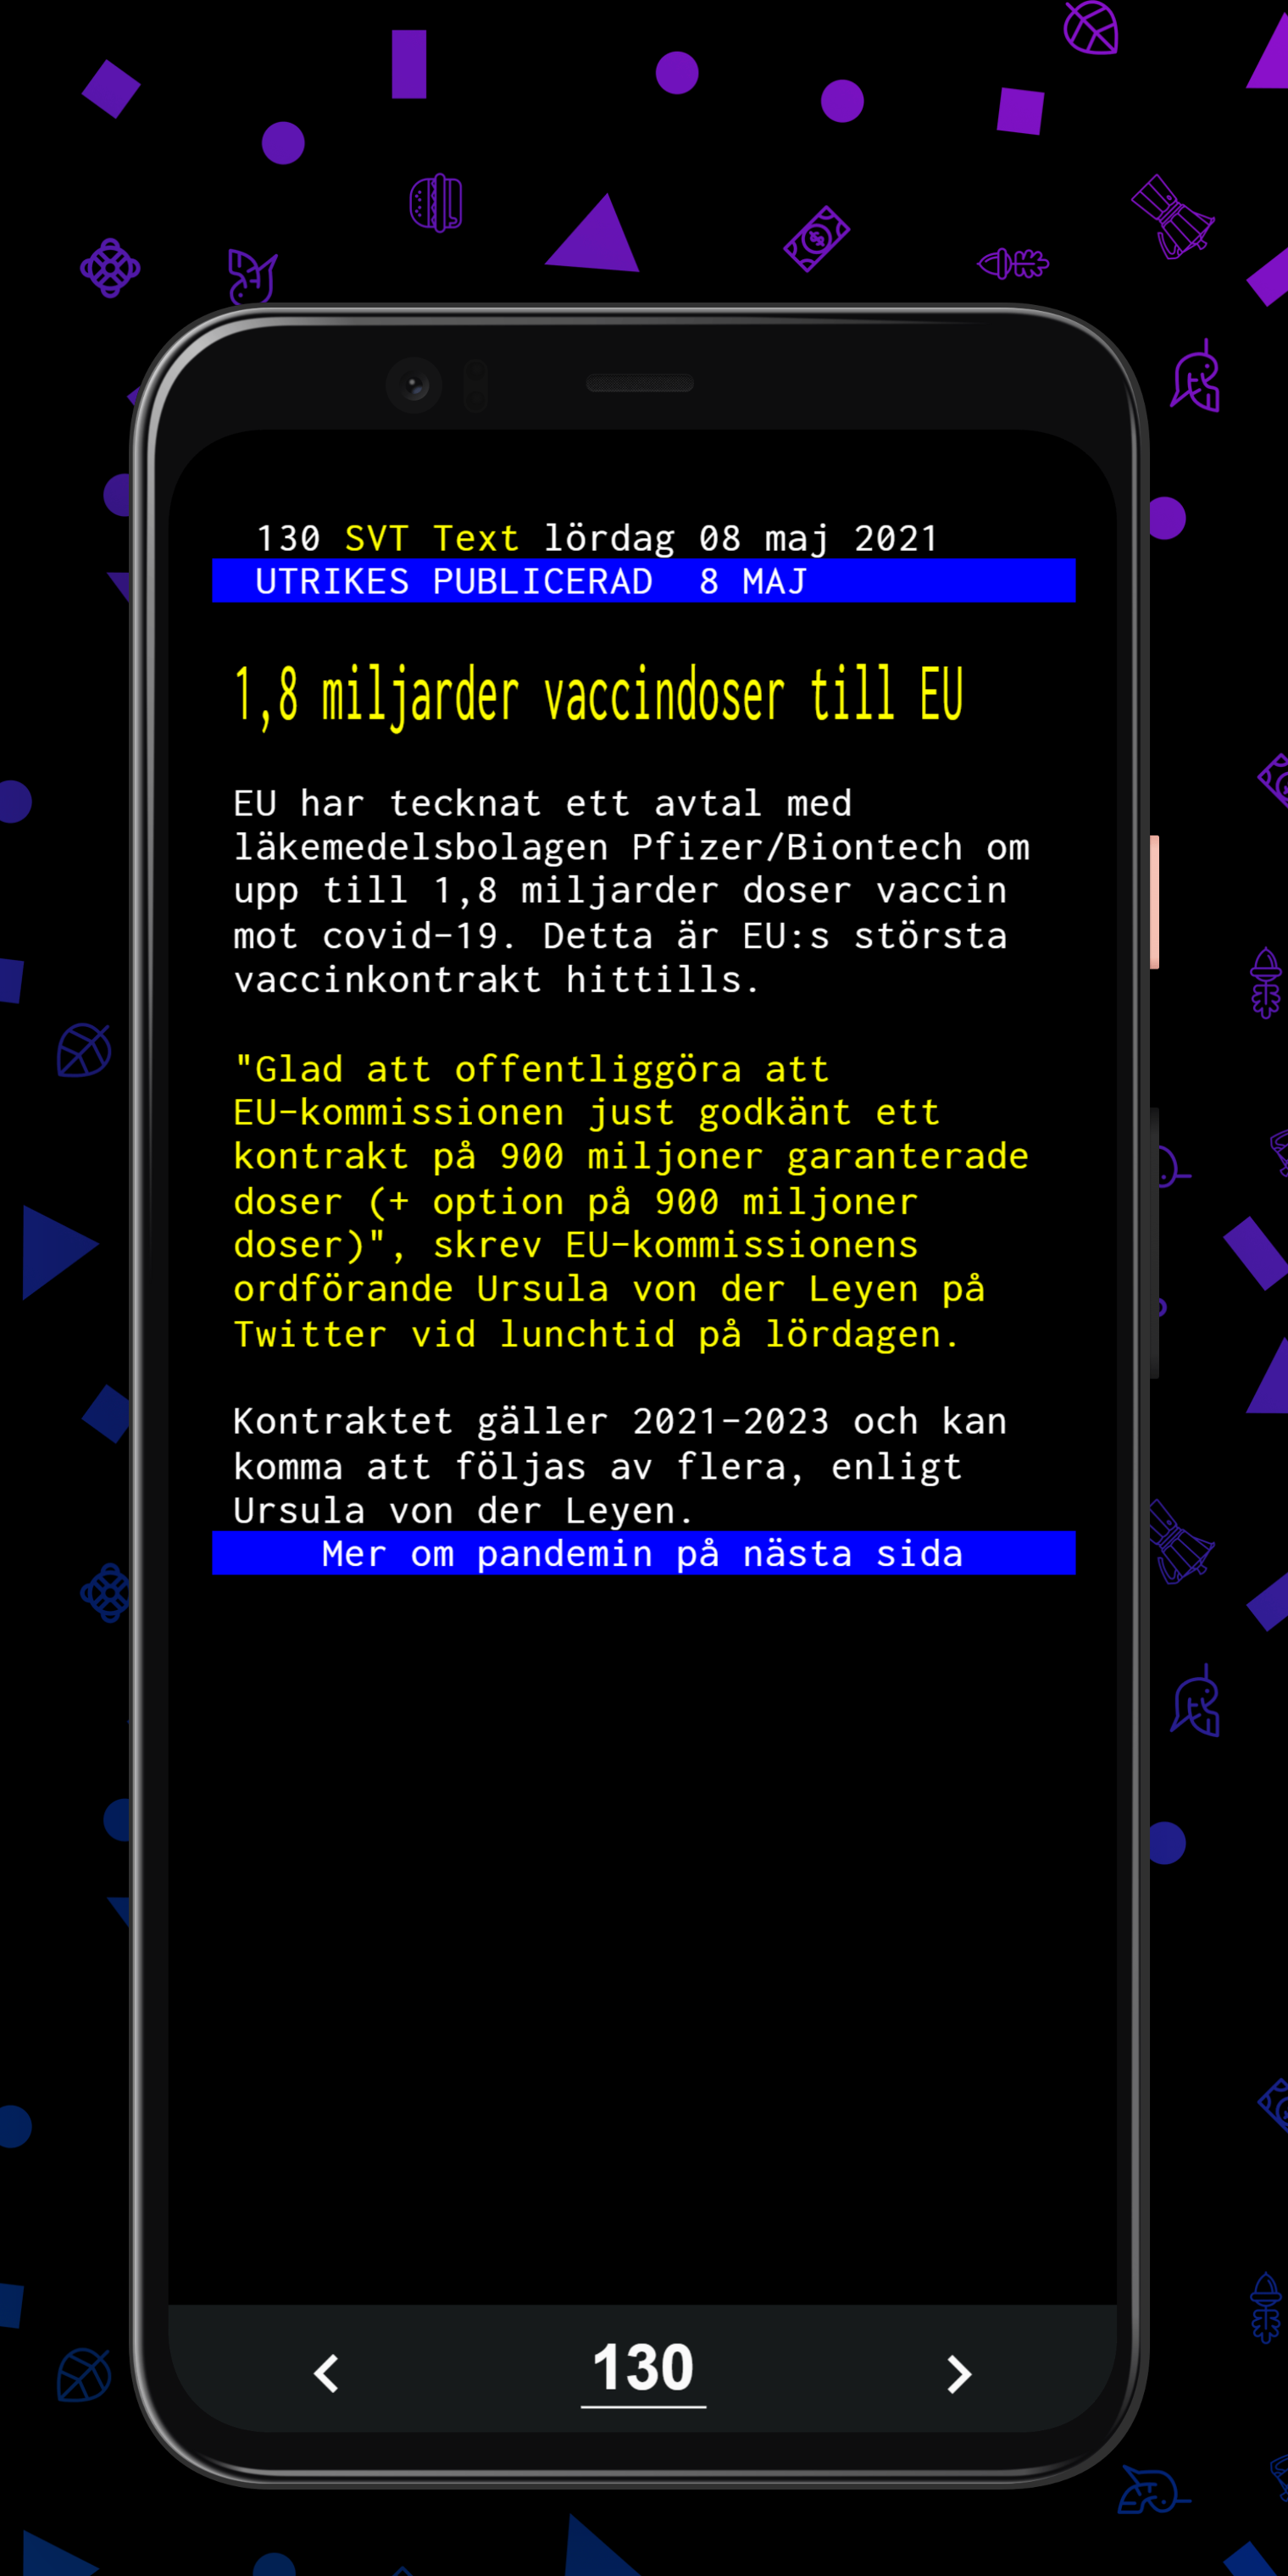 130 SVT Text lördag 08 maj 2021
UTRIKES PUBLICERAD  8 MAJ
1,8 miljarder vaccindoser till EU
EU har tecknat ett avtal med
läkemedelsbolagen Pfizer/Biontech om
upp till 1,8 miljarder doser vaccin
mot covid-19. Detta är EU:s största
vaccinkontrakt hittills.
"Glad att offentliggöra att
EU-kommissionen just godkänt ett
kontrakt på 900 miljoner garanterade
doser (+ option på 900 miljoner
doser)", skrev EU-kommissionens
ordförande Ursula von der Leyen på
Twitter vid lunchtid på lördagen.
Kontraktet gäller 2021-2023 och kan
komma att följas av flera, enligt
Ursula von der Leyen.
Mer om pandemin på nästa sida
130